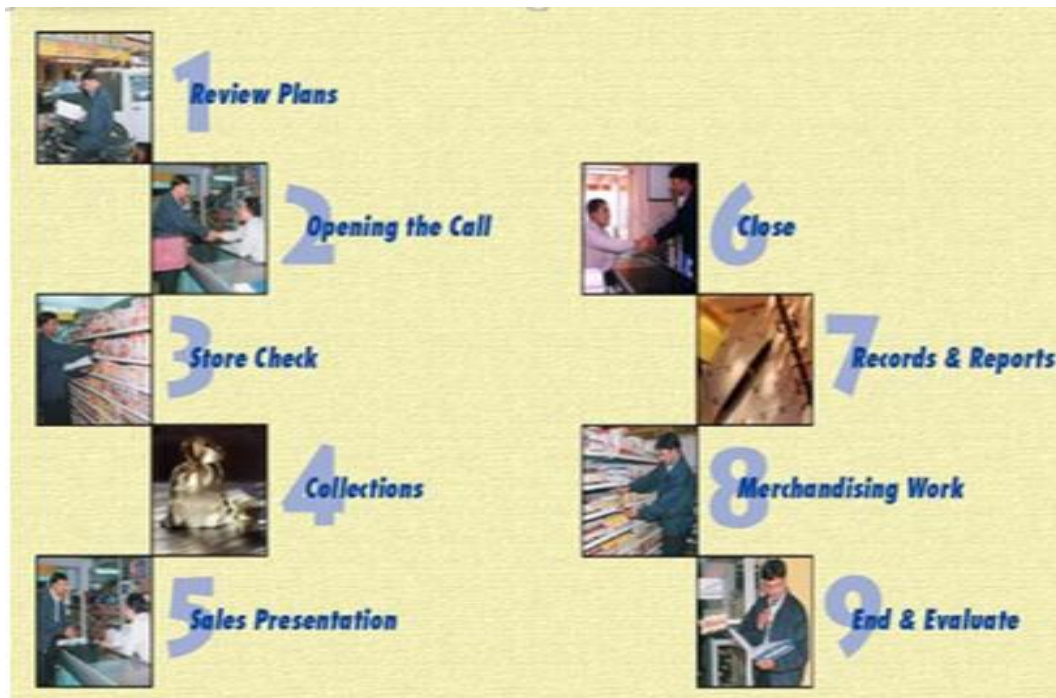 1
Review Plans
2
Opening the Call
3
Store Check
4
Collections
5
Sales Presentation
6
Close
7
Records & Reports
8
Merchandising Work
9
End & Evaluate